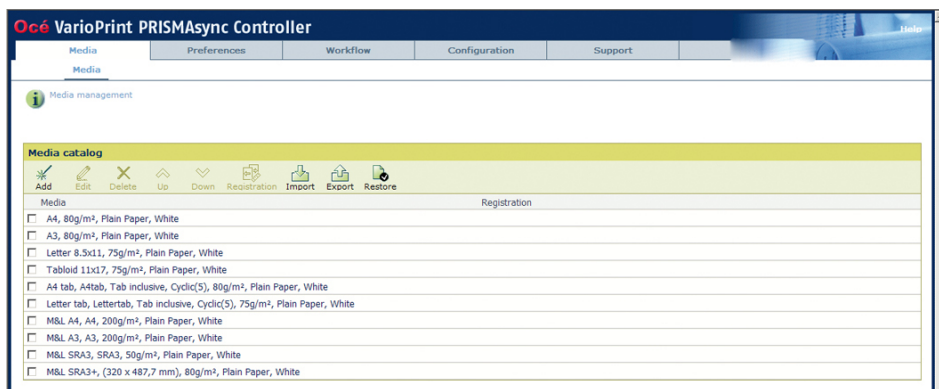 Océ VarioPrint PRISMAsync Controller
Help
Media Preferences Workflow Configuration Support
Media
Media management
Media catalog
Add Edit Delete Up Down Registration Import Export Restore
Media Registration
A4, 80g/m², Plain Paper, White
A3, 80g/m², Plain Paper, White
Letter 8.5x11, 75g/m², Plain Paper, White
Tabloid 11x17, 75g/m², Plain Paper, White
A4 tab, A4tab, Tab inclusive, Cyclic(5), 80g/m², Plain Paper, White
Letter tab, Lettertab, Tab inclusive, Cyclic(5), 75g/m², Plain Paper, White
M&L A4, A4, 200g/m², Plain Paper, White
M&L A3, A3, 200g/m², Plain Paper, White
M&L SRA3, SRA3, 50g/m², Plain Paper, White
M&L SRA3+, (320 x 487,7 mm), 80g/m², Plain Paper, White